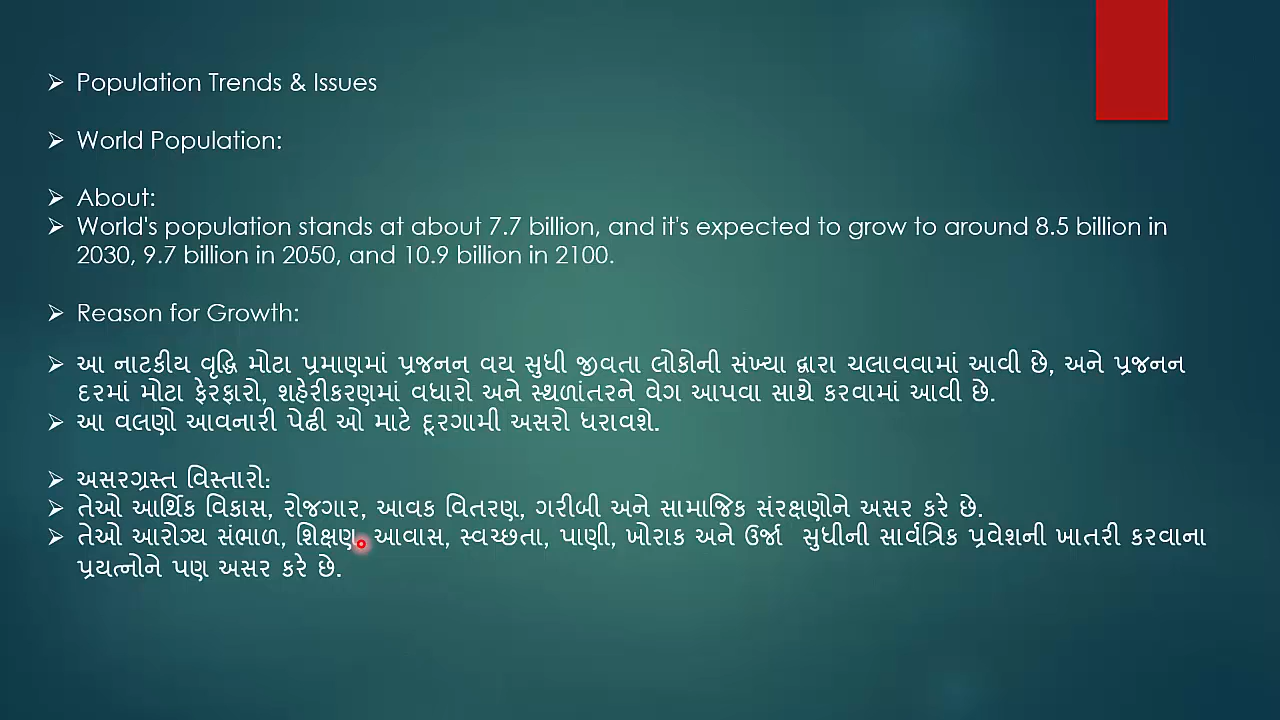 ➢ Population Trends & Issues
➢ World Population:
➢ About:
➢ World's population stands at about 7.7 billion, and it's expected to grow to around 8.5 billion in
2030, 9.7 billion in 2050, and 10.9 billion in 2100.
➢ Reason for Growth:
➢ આ નાટકીય વૃદ્ધિ મોટા પ્રમાણમાં પ્રજનન વય સુધી જીવતા લોકોની સંખ્યા દ્વારા ચલાવવામાં આવી છે, અને પ્રજનન
દરમાં મોટા ફેરફારો, શહેરીકરણમાં વધારો અને સ્થળાંતરને વેગ આપવા સાથે કરવામાં આવી છે.
➢ આ વલણો આવનારી પેઢી ઓ માટે દૂરગામી અસરો ધરાવશે.
➢ અસરગ્રસ્ત વિસ્તારો:
➢ તેઓ આર્થિક વિકાસ, રોજગાર, આવક વિતરણ, ગરીબી અને સામાજિક સંરક્ષણોને અસર કરે છે.
➢ તેઓ આરોગ્ય સંભાળ, શિક્ષણ, આવાસ, સ્વચ્છતા, પાણી, ખોરાક અને ઉર્જા સુધીની સાર્વત્રિક પ્રવેશની ખાતરી કરવાના
પ્રયત્નોને પણ અસર કરે છે.